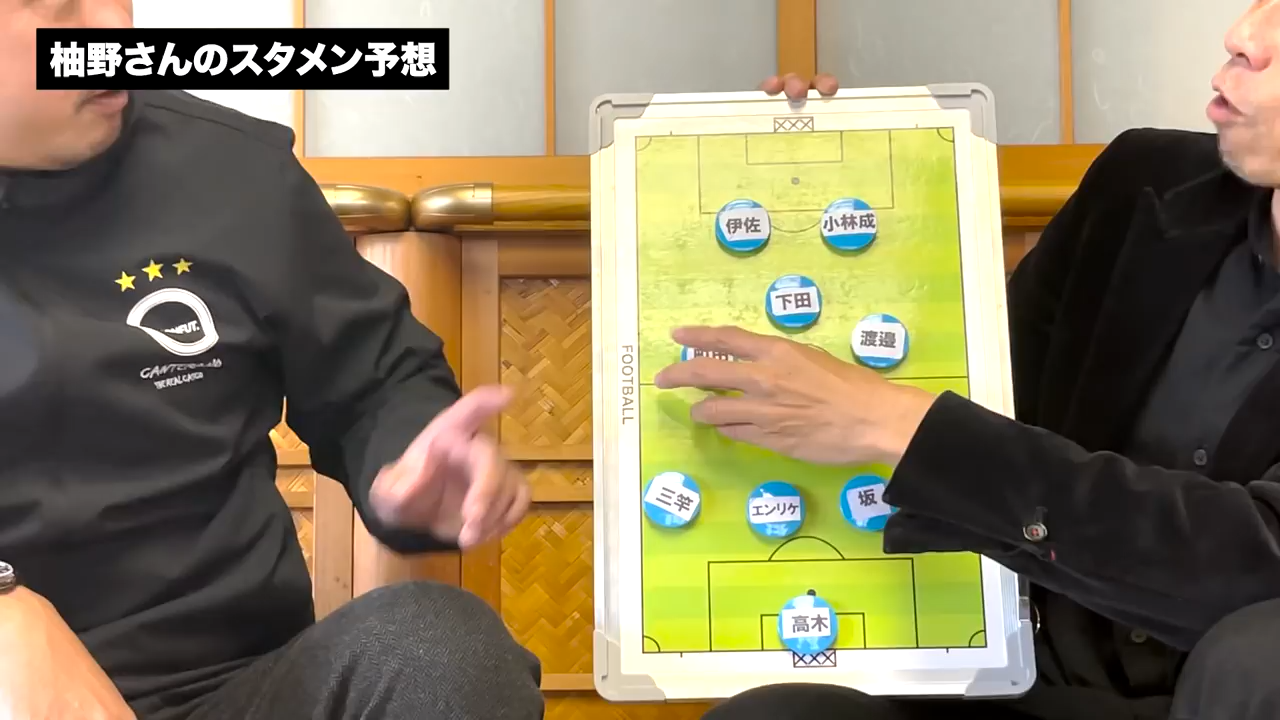 柚野さんのスタメン予想
伊佐
小林成
下田
渡邉
三竿
エンリケ
坂
高木
FOOTBALL